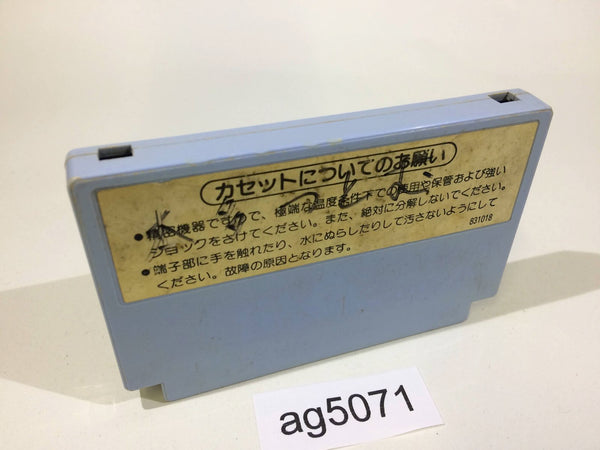 カセットについてのお願い
●精密機器ですので、極端な温度条件下での使用や保管および強い
ショックをさけてください。また、絶対に分解しないでください。
●端子部に手を触れたり、水にぬらしたりして汚さないようにして
ください。故障の原因となります。
831018
ag5071